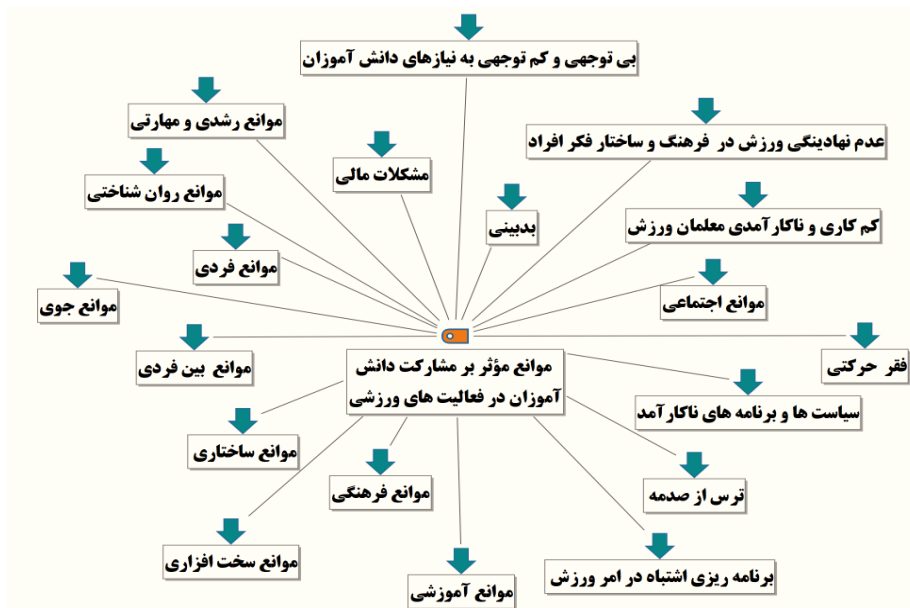 بی توجهی و کم توجهی به نیازهای دانش آموزان
موانع رشدی و مهارتی
عدم نهادینگی ورزش در فرهنگ و ساختار فکر افراد
مشکلات مالی
موانع روان شناختی
کم کاری و ناکارآمدی معلمان ورزش
بدبینی
موانع فردی
موانع اجتماعی
موانع جوی
فقر حرکتی
موانع بین فردی
موانع مؤثر بر مشارکت دانش
آموزان در فعالیت های ورزشی
سیاست ها و برنامه های ناکارآمد
موانع ساختاری
ترس از صدمه
موانع فرهنگی
موانع سخت افزاری
برنامه ریزی اشتباه در امر ورزش
موانع آموزشی